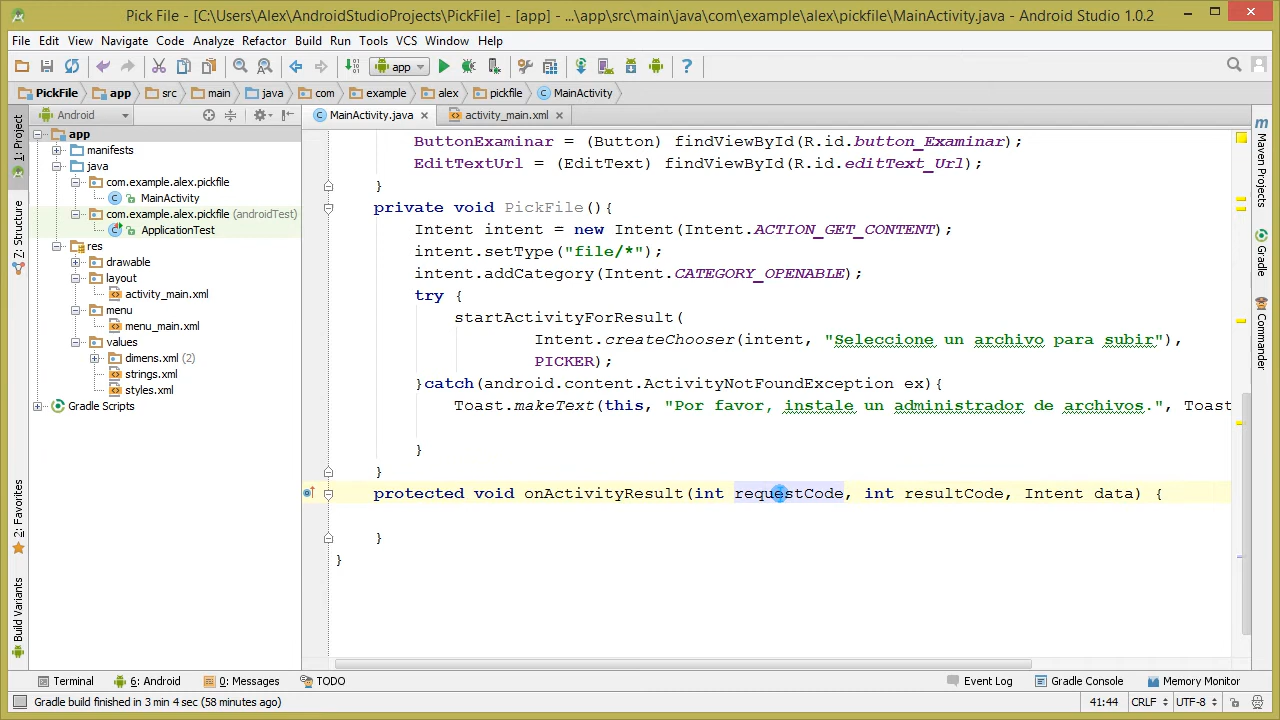 Pick File - [C:\Users\Alex\AndroidStudioProjects\PickFile] - [app] - ...\app\src\main\java\com\example\alex\pickfile\MainActivity.java - Android Studio 1.0.2
File Edit View Navigate Code Analyze Refactor Build Run Tools VCS Window Help
app
PickFile app src main java com example alex pickfile MainActivity
Android
MainActivity.java activity_main.xml
1: Project
Z: Structure
2: Favorites
Build Variants
app
manifests
java
com.example.alex.pickfile
MainActivity
com.example.alex.pickfile (androidTest)
ApplicationTest
res
drawable
layout
activity_main.xml
menu
menu_main.xml
values
dimens.xml (2)
strings.xml
styles.xml
Gradle Scripts
ButtonExaminar = (Button) findViewById(R.id.button_Examinar);
EditTextUrl = (EditText) findViewById(R.id.editText_Url);
}
private void PickFile(){
Intent intent = new Intent(Intent.ACTION_GET_CONTENT);
intent.setType("file/*");
intent.addCategory(Intent.CATEGORY_OPENABLE);
try {
startActivityForResult(
Intent.createChooser(intent, "Seleccione un archivo para subir"),
PICKER);
}catch(android.content.ActivityNotFoundException ex){
Toast.makeText(this, "Por favor, instale un administrador de archivos.", Toast
}
}
protected void onActivityResult(int requestCode, int resultCode, Intent data) {
}
}
Maven Projects
Gradle
Commander
Terminal 6: Android 0: Messages TODO Event Log Gradle Console Memory Monitor
Gradle build finished in 3 min 4 sec (58 minutes ago) 41:44 CRLF UTF-8